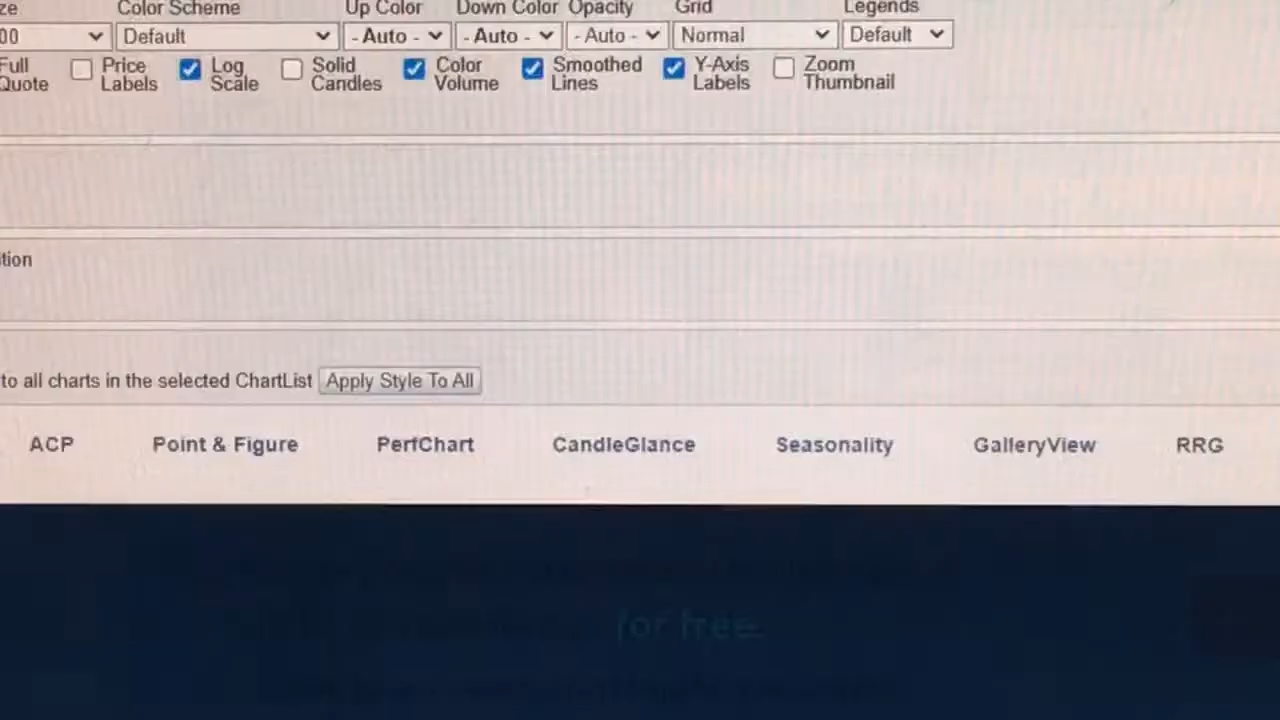 ze Color Scheme Up Color Down Color Opacity Grid Legends
00 Default - Auto - - Auto - - Auto - Normal Default
Full Quote Price Labels Log Scale Solid Candles Color Volume Smoothed Lines Y-Axis Labels Zoom Thumbnail
tion
to all charts in the selected ChartList Apply Style To All
ACP Point & Figure PerfChart CandleGlance Seasonality GalleryView RRG
for free.